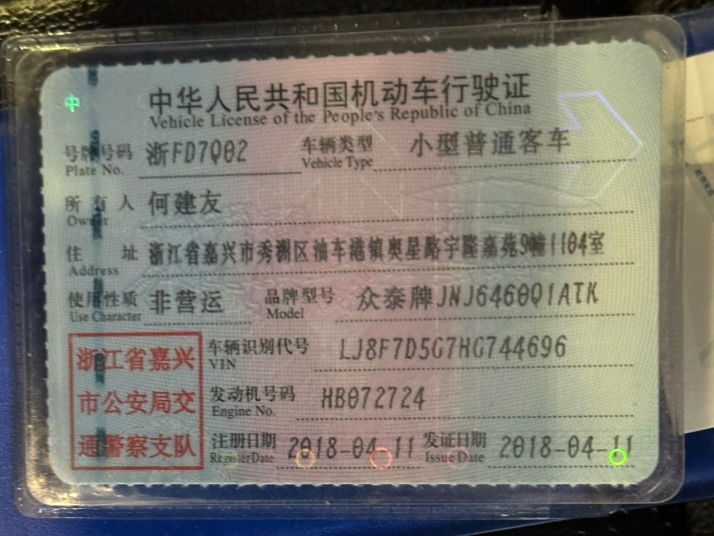 中华人民共和国机动车行驶证
Vehicle License of the People's Republic of China
号牌号码 浙FD7Q02 车辆类型 小型普通客车
Plate No. Vehicle Type
所有人 何建友
Owner
住址 浙江省嘉兴市秀洲区油车港镇奥星路宇隆嘉苑9幢1104室
Address
使用性质 非营运 品牌型号 众泰牌JNJ6460Q1ATK
Use Character Model
浙江省嘉兴 车辆识别代号 LJ8F7D5G7HG744696
VIN
市公安局交 发动机号码 HB072724
Engine No.
通警察支队 注册日期 2018-04-11 发证日期 2018-04-11
Register Date Issue Date